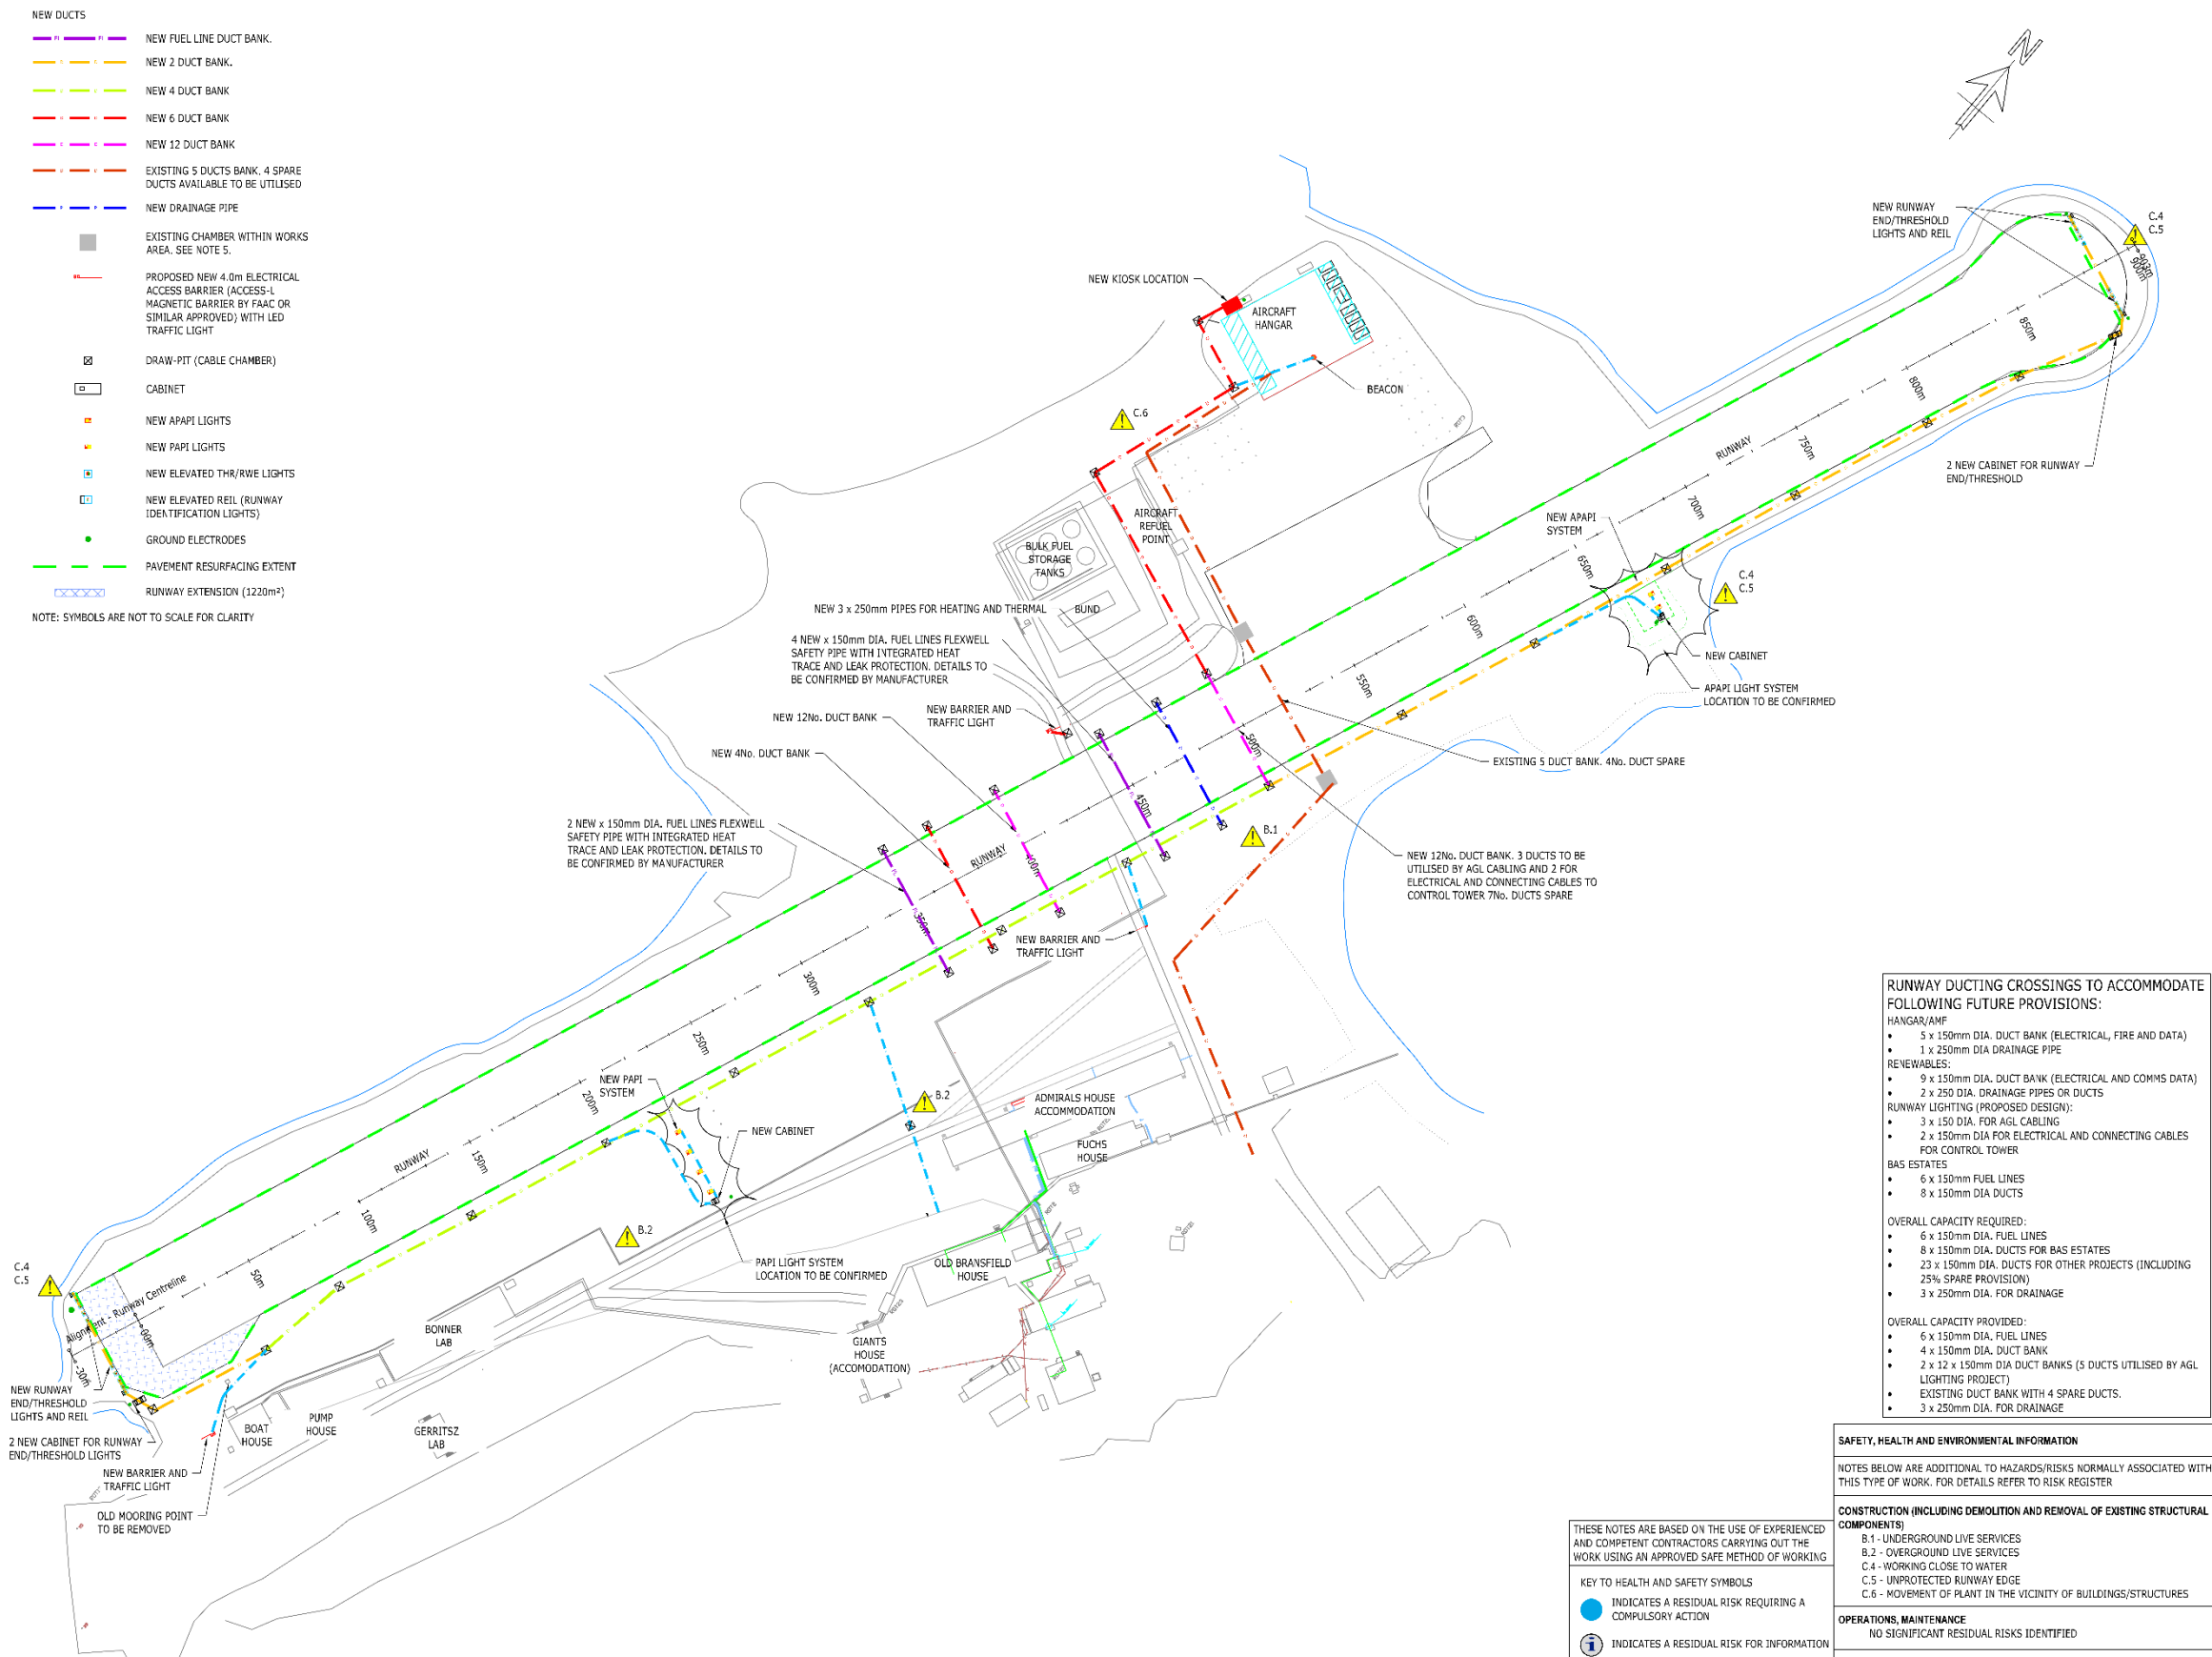 NEW DUCTS
NEW FUEL LINE DUCT BANK.
NEW 2 DUCT BANK.
NEW 4 DUCT BANK
NEW 6 DUCT BANK
NEW 12 DUCT BANK
EXISTING 5 DUCTS BANK. 4 SPARE
DUCTS AVAILABLE TO BE UTILISED
NEW DRAINAGE PIPE
EXISTING CHAMBER WITHIN WORKS
AREA. SEE NOTE 5.
PROPOSED NEW 4.0m ELECTRICAL
ACCESS BARRIER (ACCESS-L
MAGNETIC BARRIER BY FAAC OR
SIMILAR APPROVED) WITH LED
TRAFFIC LIGHT
DRAW-PIT (CABLE CHAMBER)
CABINET
NEW APAPI LIGHTS
NEW PAPI LIGHTS
NEW ELEVATED THR/RWE LIGHTS
NEW ELEVATED REIL (RUNWAY
IDENTIFICATION LIGHTS)
GROUND ELECTRODES
PAVEMENT RESURFACING EXTENT
RUNWAY EXTENSION (1220m²)
NOTE: SYMBOLS ARE NOT TO SCALE FOR CLARITY
N
NEW RUNWAY
END/THRESHOLD
LIGHTS AND REIL
C.4
C.5
903m
900m
850m
800m
750m
RUNWAY
700m
650m
600m
550m
500m
450m
400m
RUNWAY
350m
300m
250m
200m
150m
RUNWAY
100m
50m
00m
-30m
Alignment - Runway Centreline
NEW KIOSK LOCATION
AIRCRAFT
HANGAR
BEACON
C.6
2 NEW CABINET FOR RUNWAY
END/THRESHOLD
NEW APAPI
SYSTEM
C.4
C.5
NEW CABINET
APAPI LIGHT SYSTEM
LOCATION TO BE CONFIRMED
AIRCRAFT
REFUEL
POINT
BULK FUEL
STORAGE
TANKS
BUND
NEW 3 x 250mm PIPES FOR HEATING AND THERMAL
4 NEW x 150mm DIA. FUEL LINES FLEXWELL
SAFETY PIPE WITH INTEGRATED HEAT
TRACE AND LEAK PROTECTION. DETAILS TO
BE CONFIRMED BY MANUFACTURER
NEW BARRIER AND
TRAFFIC LIGHT
NEW 12No. DUCT BANK
NEW 4No. DUCT BANK
2 NEW x 150mm DIA. FUEL LINES FLEXWELL
SAFETY PIPE WITH INTEGRATED HEAT
TRACE AND LEAK PROTECTION. DETAILS TO
BE CONFIRMED BY MANUFACTURER
EXISTING 5 DUCT BANK. 4No. DUCT SPARE
B.1
NEW 12No. DUCT BANK. 3 DUCTS TO BE
UTILISED BY AGL CABLING AND 2 FOR
ELECTRICAL AND CONNECTING CABLES TO
CONTROL TOWER 7No. DUCTS SPARE
NEW BARRIER AND
TRAFFIC LIGHT
NEW PAPI
SYSTEM
NEW CABINET
B.2
ADMIRALS HOUSE
ACCOMMODATION
FUCHS
HOUSE
B.2
PAPI LIGHT SYSTEM
LOCATION TO BE CONFIRMED
OLD BRANSFIELD
HOUSE
GIANTS
HOUSE
(ACCOMODATION)
BONNER
LAB
GERRITSZ
LAB
PUMP
HOUSE
BOAT
HOUSE
C.4
C.5
NEW RUNWAY
END/THRESHOLD
LIGHTS AND REIL
2 NEW CABINET FOR RUNWAY
END/THRESHOLD LIGHTS
NEW BARRIER AND
TRAFFIC LIGHT
OLD MOORING POINT
TO BE REMOVED
RUNWAY DUCTING CROSSINGS TO ACCOMMODATE
FOLLOWING FUTURE PROVISIONS:
HANGAR/AMF
• 5 x 150mm DIA. DUCT BANK (ELECTRICAL, FIRE AND DATA)
• 1 x 250mm DIA DRAINAGE PIPE
RENEWABLES:
• 9 x 150mm DIA. DUCT BANK (ELECTRICAL AND COMMS DATA)
• 2 x 250 DIA. DRAINAGE PIPES OR DUCTS
RUNWAY LIGHTING (PROPOSED DESIGN):
• 3 x 150 DIA. FOR AGL CABLING
• 2 x 150mm DIA FOR ELECTRICAL AND CONNECTING CABLES
FOR CONTROL TOWER
BAS ESTATES
• 6 x 150mm FUEL LINES
• 8 x 150mm DIA DUCTS
OVERALL CAPACITY REQUIRED:
• 6 x 150mm DIA. FUEL LINES
• 8 x 150mm DIA. DUCTS FOR BAS ESTATES
• 23 x 150mm DIA. DUCTS FOR OTHER PROJECTS (INCLUDING
25% SPARE PROVISION)
• 3 x 250mm DIA. FOR DRAINAGE
OVERALL CAPACITY PROVIDED:
• 6 x 150mm DIA. FUEL LINES
• 4 x 150mm DIA. DUCT BANK
• 2 x 12 x 150mm DIA DUCT BANKS (5 DUCTS UTILISED BY AGL
LIGHTING PROJECT)
• EXISTING DUCT BANK WITH 4 SPARE DUCTS.
• 3 x 250mm DIA. FOR DRAINAGE
SAFETY, HEALTH AND ENVIRONMENTAL INFORMATION
NOTES BELOW ARE ADDITIONAL TO HAZARDS/RISKS NORMALLY ASSOCIATED WITH
THIS TYPE OF WORK. FOR DETAILS REFER TO RISK REGISTER
CONSTRUCTION (INCLUDING DEMOLITION AND REMOVAL OF EXISTING STRUCTURAL
COMPONENTS)
B.1 - UNDERGROUND LIVE SERVICES
B.2 - OVERGROUND LIVE SERVICES
C.4 - WORKING CLOSE TO WATER
C.5 - UNPROTECTED RUNWAY EDGE
C.6 - MOVEMENT OF PLANT IN THE VICINITY OF BUILDINGS/STRUCTURES
OPERATIONS, MAINTENANCE
NO SIGNIFICANT RESIDUAL RISKS IDENTIFIED
THESE NOTES ARE BASED ON THE USE OF EXPERIENCED
AND COMPETENT CONTRACTORS CARRYING OUT THE
WORK USING AN APPROVED SAFE METHOD OF WORKING
KEY TO HEALTH AND SAFETY SYMBOLS
INDICATES A RESIDUAL RISK REQUIRING A
COMPULSORY ACTION
INDICATES A RESIDUAL RISK FOR INFORMATION